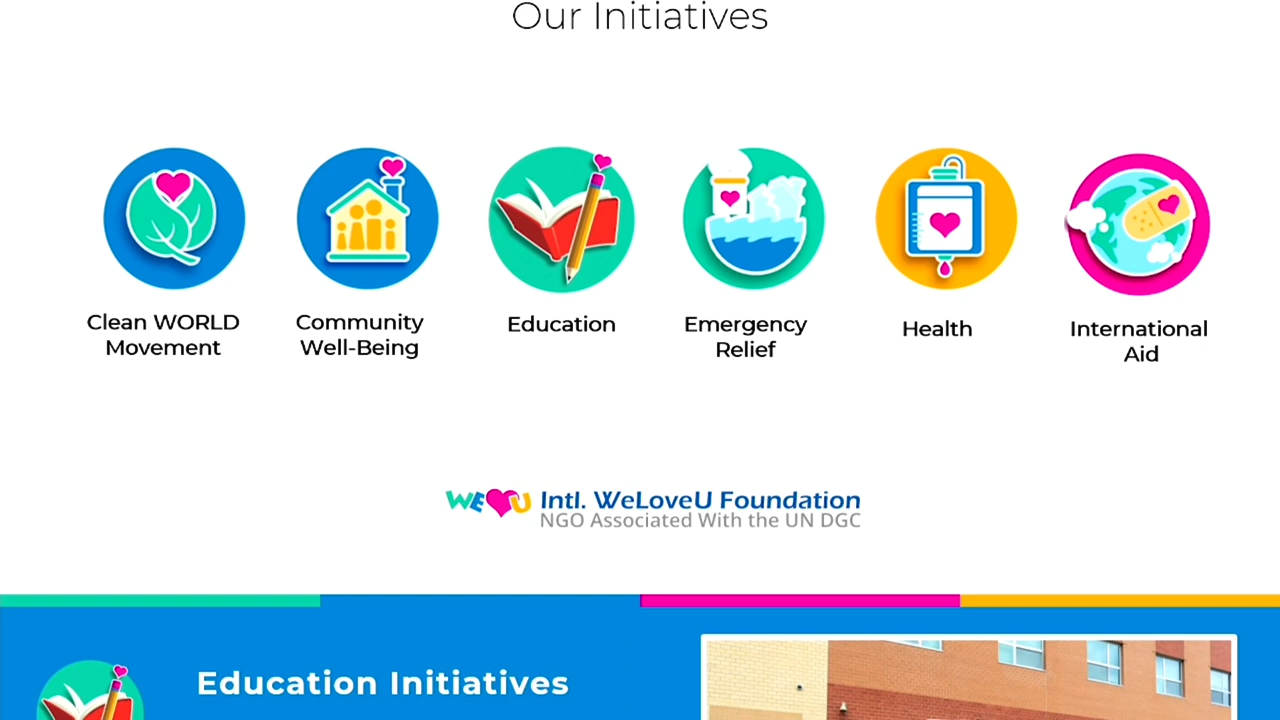 Our Initiatives
Clean WORLD
Movement
Community
Well-Being
Education
Emergency
Relief
Health
International
Aid
WE U Intl. WeLoveU Foundation
NGO Associated With the UN DGC
Education Initiatives